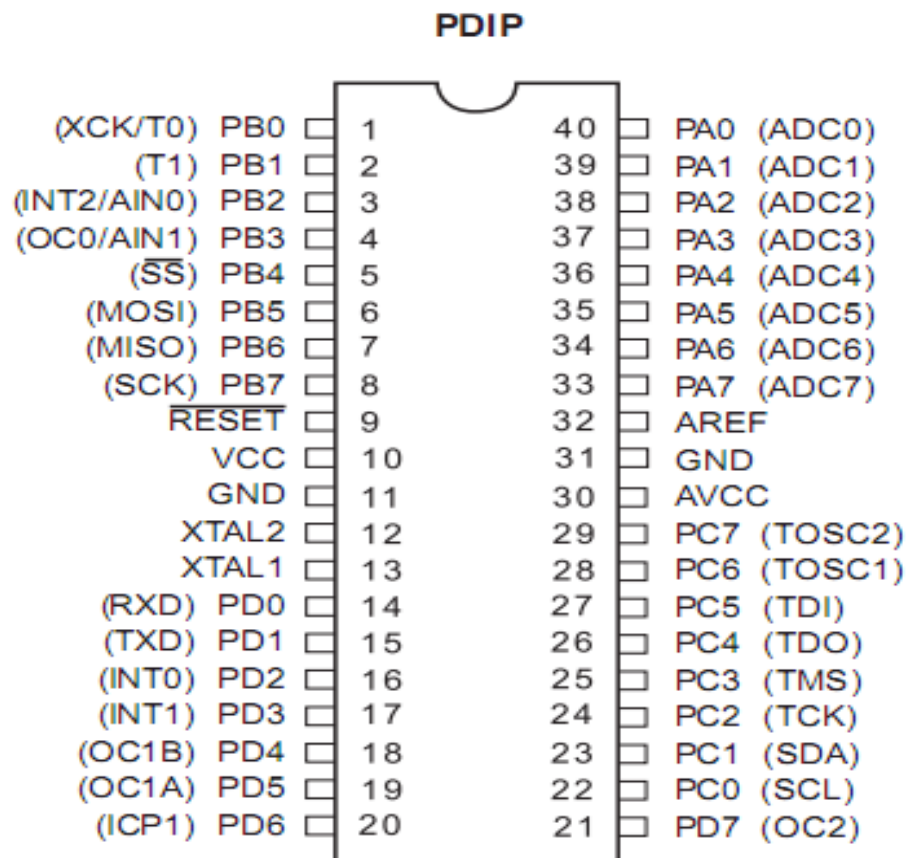 PDIP
(XCK/T0) PB0 1 40 PA0 (ADC0)
(T1) PB1 2 39 PA1 (ADC1)
(INT2/AIN0) PB2 3 38 PA2 (ADC2)
(OC0/AIN1) PB3 4 37 PA3 (ADC3)
(S̅S̅) PB4 5 36 PA4 (ADC4)
(MOSI) PB5 6 35 PA5 (ADC5)
(MISO) PB6 7 34 PA6 (ADC6)
(SCK) PB7 8 33 PA7 (ADC7)
R̅E̅S̅E̅T̅ 9 32 AREF
VCC 10 31 GND
GND 11 30 AVCC
XTAL2 12 29 PC7 (TOSC2)
XTAL1 13 28 PC6 (TOSC1)
(RXD) PD0 14 27 PC5 (TDI)
(TXD) PD1 15 26 PC4 (TDO)
(INT0) PD2 16 25 PC3 (TMS)
(INT1) PD3 17 24 PC2 (TCK)
(OC1B) PD4 18 23 PC1 (SDA)
(OC1A) PD5 19 22 PC0 (SCL)
(ICP1) PD6 20 21 PD7 (OC2)